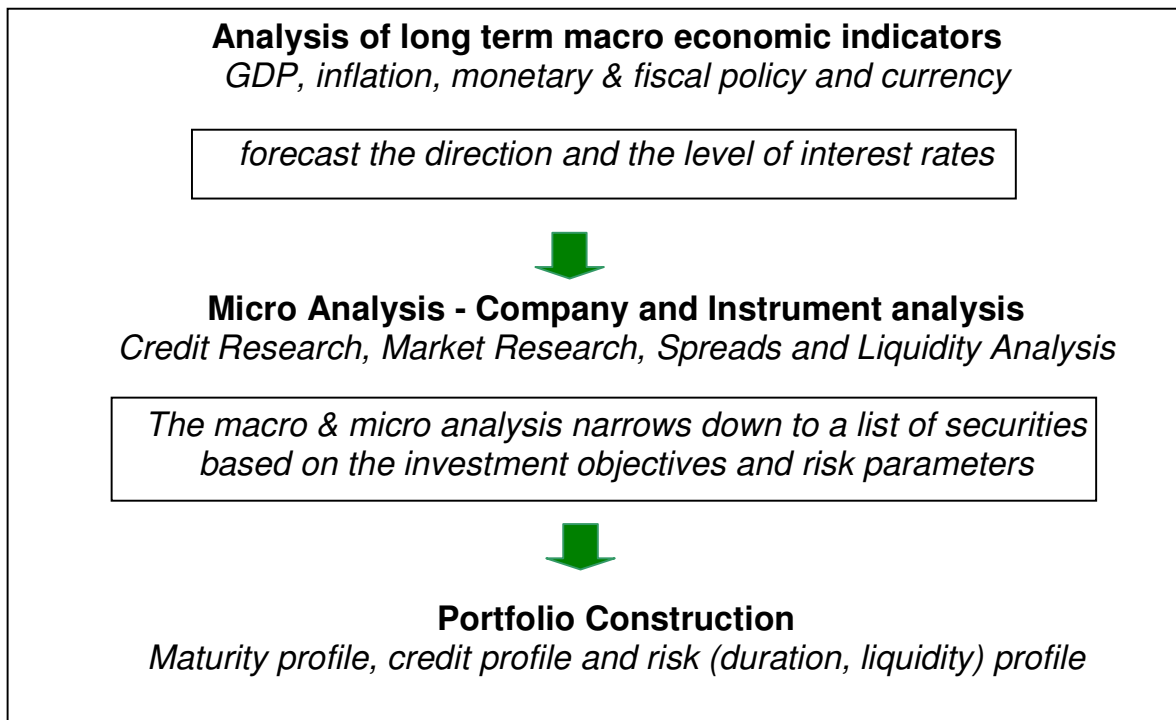 Analysis of long term macro economic indicators
GDP, inflation, monetary & fiscal policy and currency
forecast the direction and the level of interest rates
Micro Analysis - Company and Instrument analysis
Credit Research, Market Research, Spreads and Liquidity Analysis
The macro & micro analysis narrows down to a list of securities
based on the investment objectives and risk parameters
Portfolio Construction
Maturity profile, credit profile and risk (duration, liquidity) profile